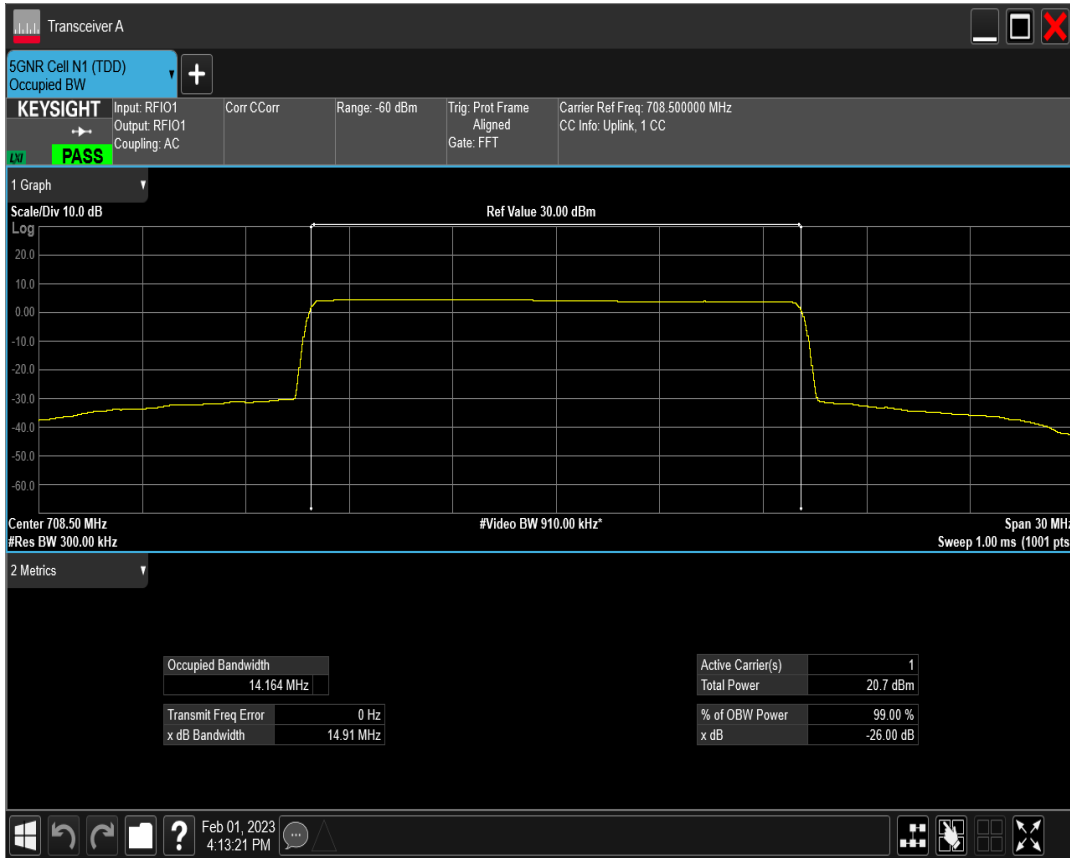 Transceiver A
5GNR Cell N1 (TDD)
Occupied BW
KEYSIGHT
LXI
PASS
Input: RFIO1
Output: RFIO1
Coupling: AC
Corr CCorr
Range: -60 dBm
Trig: Prot Frame
Aligned
Gate: FFT
Carrier Ref Freq: 708.500000 MHz
CC Info: Uplink, 1 CC
1 Graph
Scale/Div 10.0 dB
Ref Value 30.00 dBm
Log
20.0
10.0
0.00
-10.0
-20.0
-30.0
-40.0
-50.0
-60.0
Center 708.50 MHz
#Video BW 910.00 kHz*
Span 30 MHz
#Res BW 300.00 kHz
Sweep 1.00 ms (1001 pts
2 Metrics
Occupied Bandwidth
14.164 MHz
Transmit Freq Error 0 Hz
x dB Bandwidth 14.91 MHz
Active Carrier(s) 1
Total Power 20.7 dBm
% of OBW Power 99.00 %
x dB -26.00 dB
?
Feb 01, 2023
4:13:21 PM